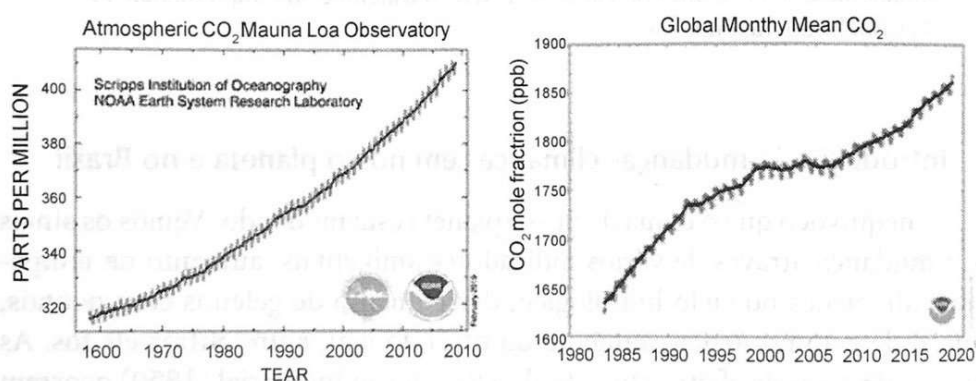 Atmospheric CO2 Mauna Loa Observatory
PARTS PER MILLION
400
380
360
340
320
Scripps Institution of Oceanography
NOAA Earth System Research Laboratory
1600 1970 1980 1990 2000 2010 2010
TEAR
Global Monthy Mean CO2
CO2 mole fraction (ppb)
1900
1850
1800
1750
1700
1650
1600
1980 1985 1990 1995 2000 2005 2010 2015 2020